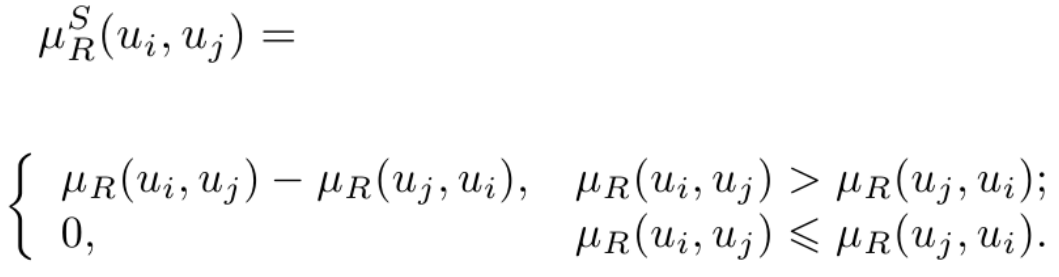 μ_R^S(u_i, u_j) =
{ μ_R(u_i, u_j) − μ_R(u_j, u_i), μ_R(u_i, u_j) > μ_R(u_j, u_i);
0, μ_R(u_i, u_j) ⩽ μ_R(u_j, u_i).